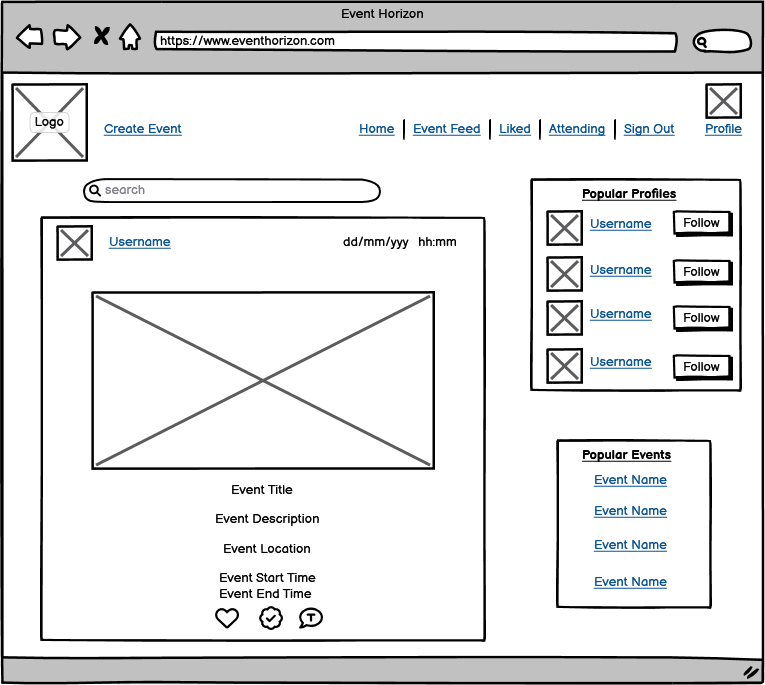 Event Horizon
https://www.eventhorizon.com
Logo
Create Event
Home
Event Feed
Liked
Attending
Sign Out
Profile
search
Username
dd/mm/yyy hh:mm
Event Title
Event Description
Event Location
Event Start Time
Event End Time
T
Popular Profiles
Username Follow
Username Follow
Username Follow
Username Follow
Popular Events
Event Name
Event Name
Event Name
Event Name